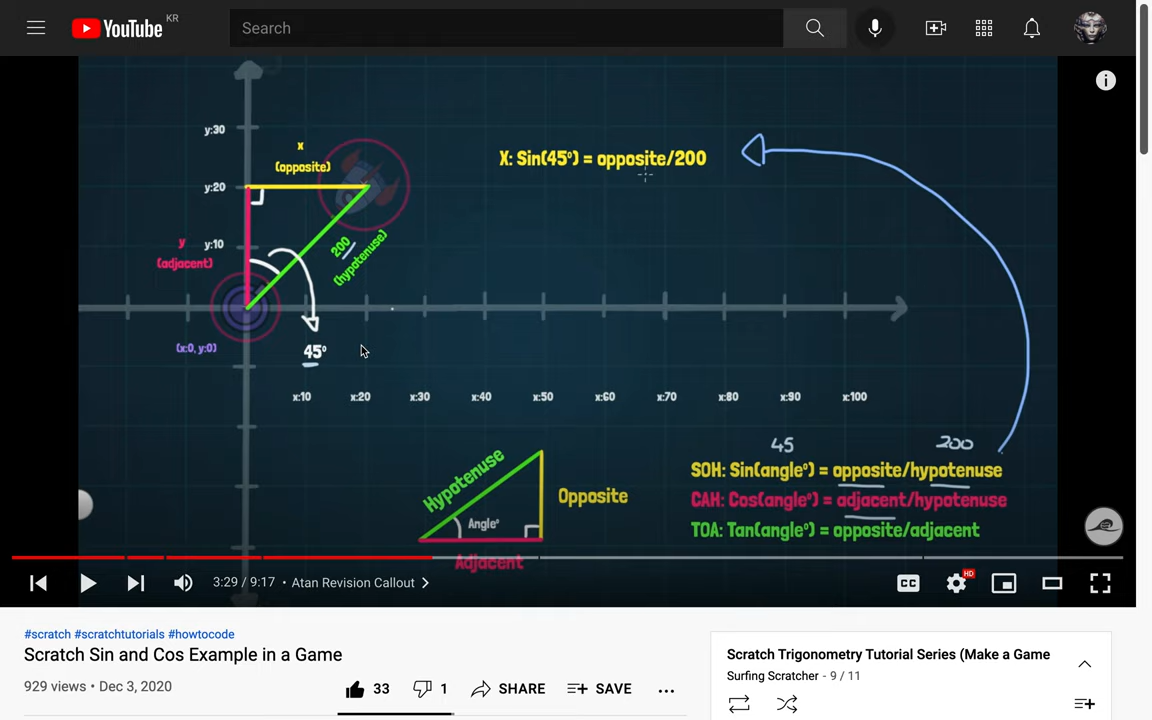 YouTube KR
Search
y:30
x
(opposite)
X: Sin(45°) = opposite/200
y:20
y
(adjacent)
y:10
200
(hypotenuse)
(x:0, y:0)
45°
x:10 x:20 x:30 x:40 x:50 x:60 x:70 x:80 x:90 x:100
45 200
Hypotenuse
Opposite
Angle°
Adjacent
SOH: Sin(angle°) = opposite/hypotenuse
CAH: Cos(angle°) = adjacent/hypotenuse
TOA: Tan(angle°) = opposite/adjacent
3:29 / 9:17 • Atan Revision Callout
CC
HD
#scratch #scratchtutorials #howtocode
Scratch Sin and Cos Example in a Game
929 views • Dec 3, 2020
33 1 SHARE SAVE ...
Scratch Trigonometry Tutorial Series (Make a Game
Surfing Scratcher - 9 / 11